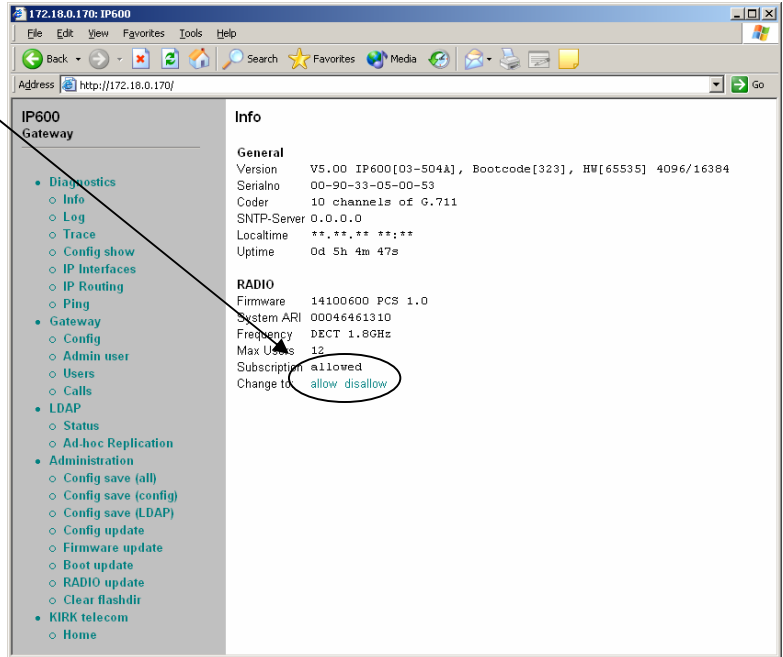 172.18.0.170: IP600
File Edit View Favorites Tools Help
Back Search Favorites Media
Address http://172.18.0.170/ Go
IP600
Gateway
Diagnostics
Info
Log
Trace
Config show
IP Interfaces
IP Routing
Ping
Gateway
Config
Admin user
Users
Calls
LDAP
Status
Ad-hoc Replication
Administration
Config save (all)
Config save (config)
Config save (LDAP)
Config update
Firmware update
Boot update
RADIO update
Clear flashdir
KIRK telecom
Home
Info
General
Version V5.00 IP600[03-504A], Bootcode[323], HW[65535] 4096/16384
Serialno 00-90-33-05-00-53
Coder 10 channels of G.711
SNTP-Server 0.0.0.0
Localtime **.**.** **:**
Uptime 0d 5h 4m 47s
RADIO
Firmware 14100600 PCS 1.0
System ARI 00046461310
Frequency DECT 1.8GHz
Max Users 12
Subscription allowed
Change to: allow disallow